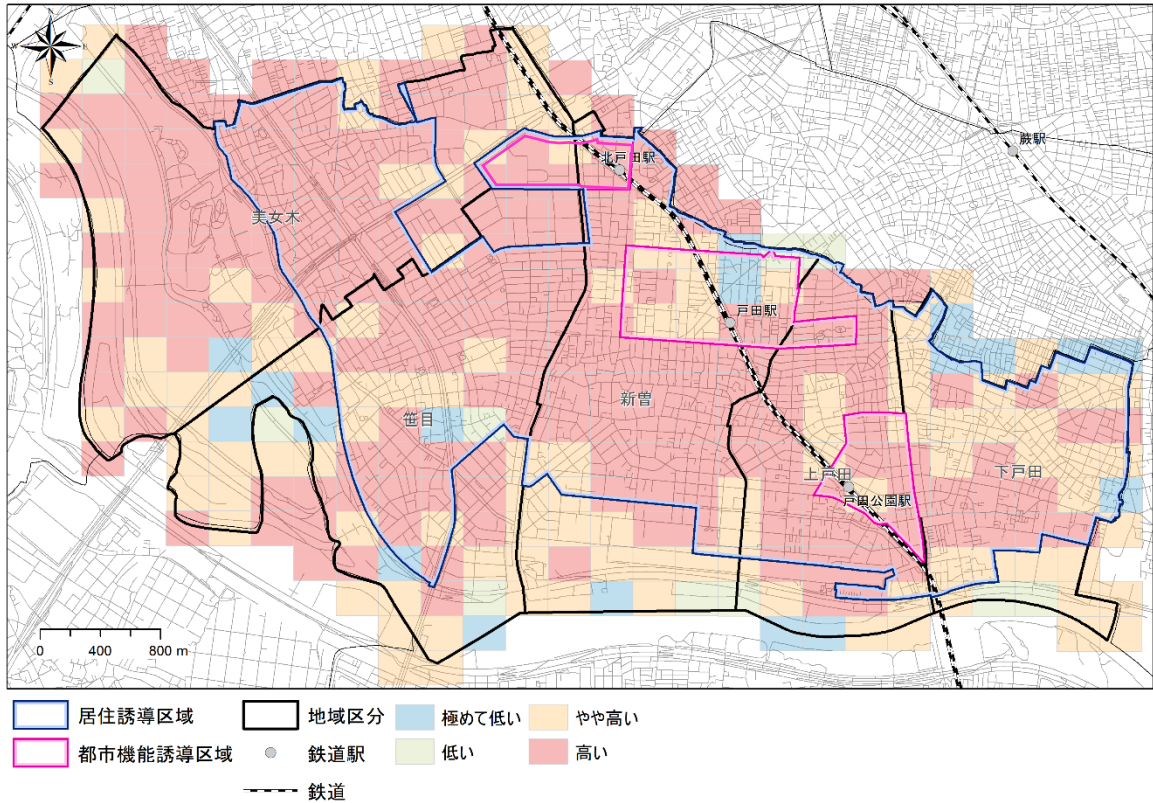 N
W E
S
蕨駅
北戸田駅
美女木
戸田駅
新曽
笹目
上戸田
下戸田
戸田公園駅
0 400 800 m
居住誘導区域
地域区分
極めて低い
やや高い
都市機能誘導区域
鉄道駅
低い
高い
鉄道